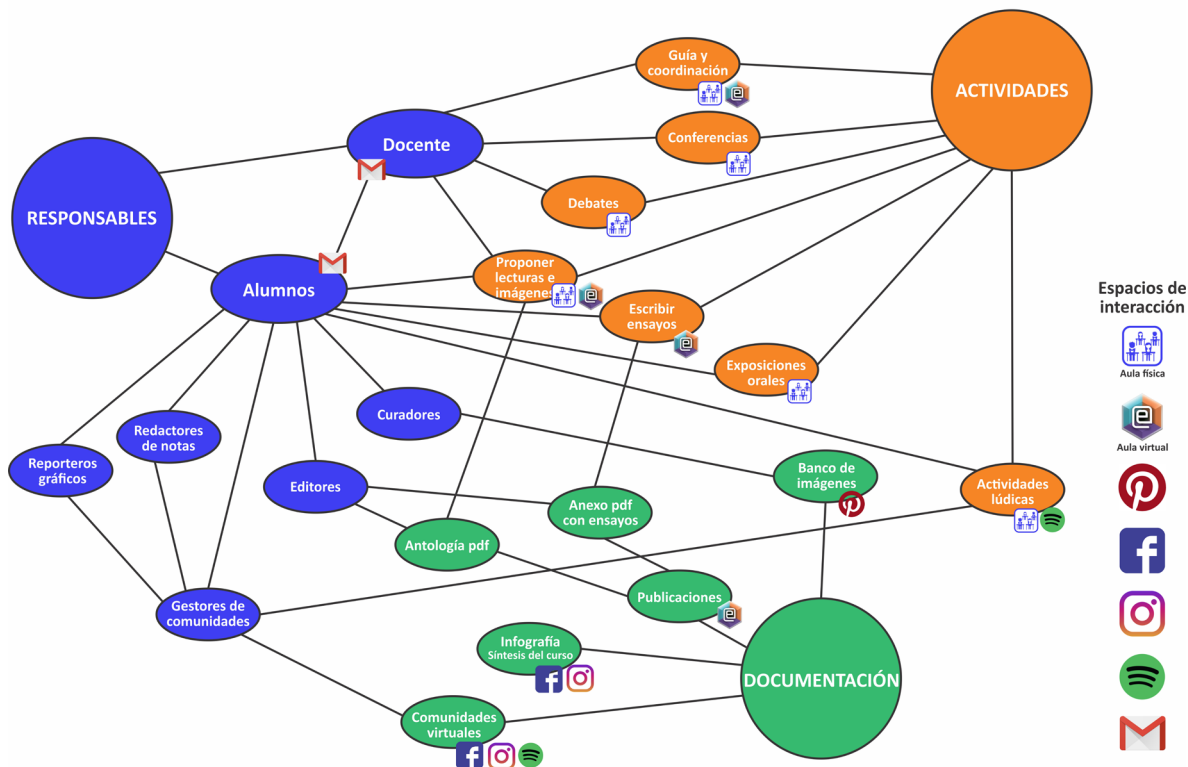 Guía y
coordinación
ACTIVIDADES
Conferencias
Docente
Debates
RESPONSABLES
Proponer
lecturas e
imágenes
Alumnos
Escribir
ensayos
Espacios de
interacción
Aula física
Exposiciones
orales
Curadores
Redactores
de notas
Aula virtual
Reporteros
gráficos
Editores
Banco de
imágenes
Actividades
lúdicas
Anexo pdf
con ensayos
Antología pdf
Publicaciones
Gestores de
comunidades
Infografía
Síntesis del curso
DOCUMENTACIÓN
Comunidades
virtuales